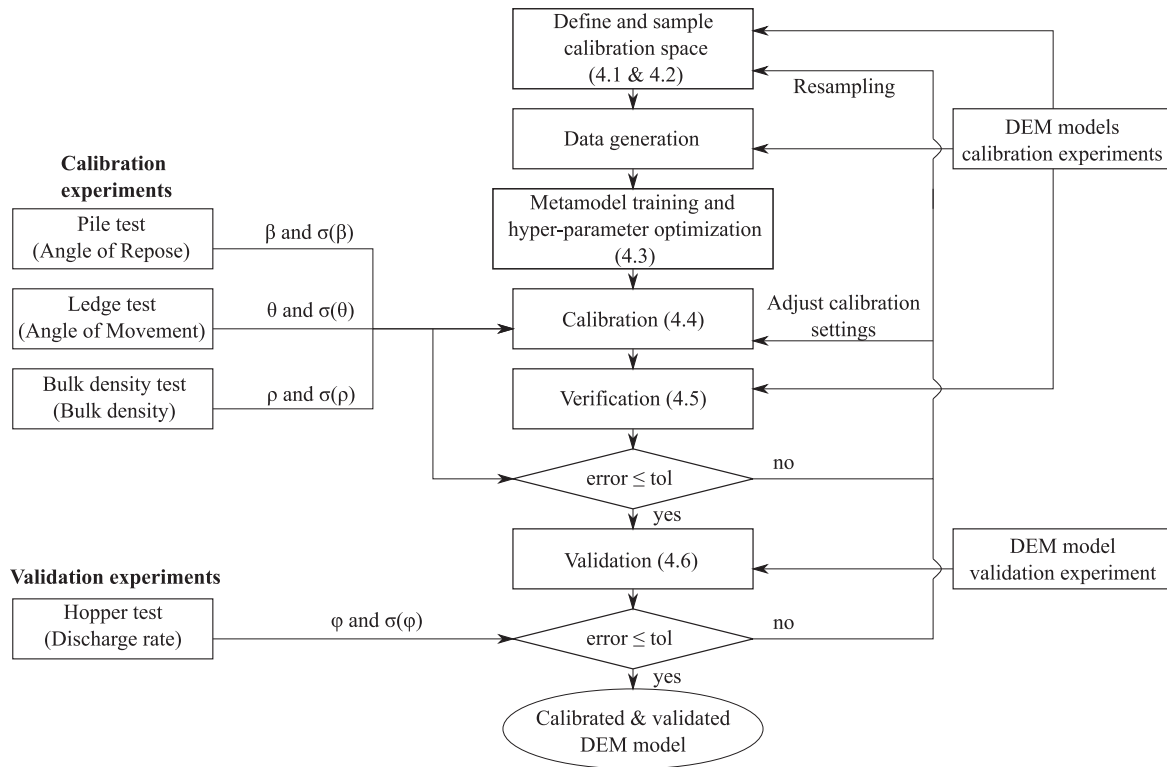 Define and sample
calibration space
(4.1 & 4.2)
Resampling
Data generation
DEM models
calibration experiments
Calibration
experiments
Metamodel training and
hyper-parameter optimization
(4.3)
Pile test
(Angle of Repose)
β and σ(β)
Ledge test
(Angle of Movement)
θ and σ(θ)
Calibration (4.4)
Adjust calibration
settings
Bulk density test
(Bulk density)
ρ and σ(ρ)
Verification (4.5)
error ≤ tol
no
yes
Validation (4.6)
DEM model
validation experiment
Validation experiments
Hopper test
(Discharge rate)
φ and σ(φ)
error ≤ tol
no
yes
Calibrated & validated
DEM model